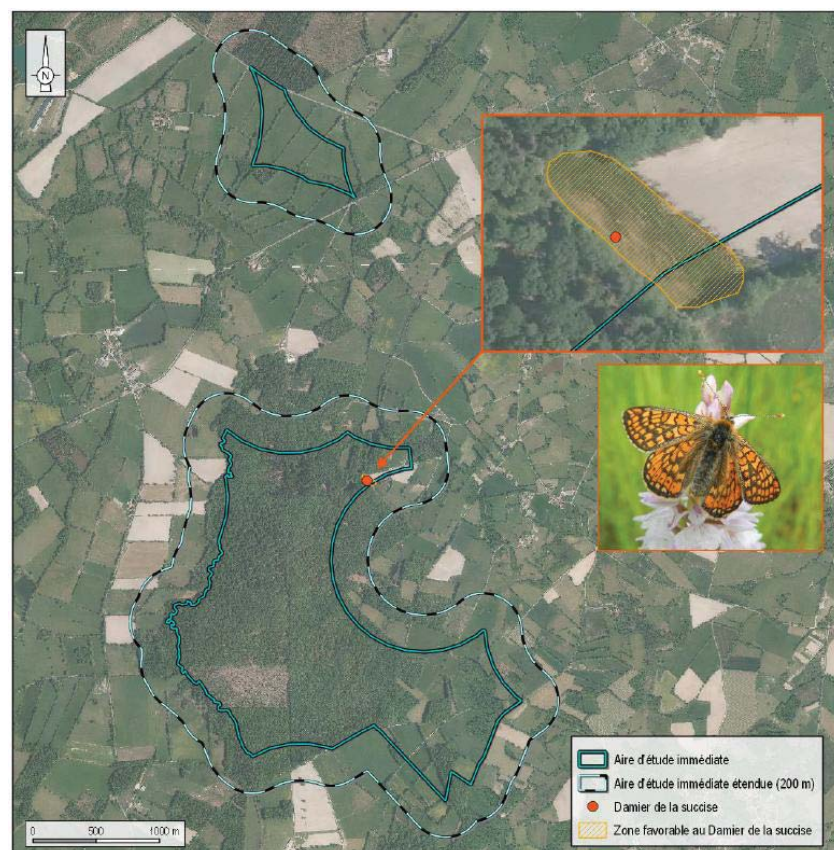 N
Aire d'étude immédiate
Aire d'étude immédiate étendue (200 m)
Damier de la succise
Zone favorable au Damier de la succise
0 500 1000 m